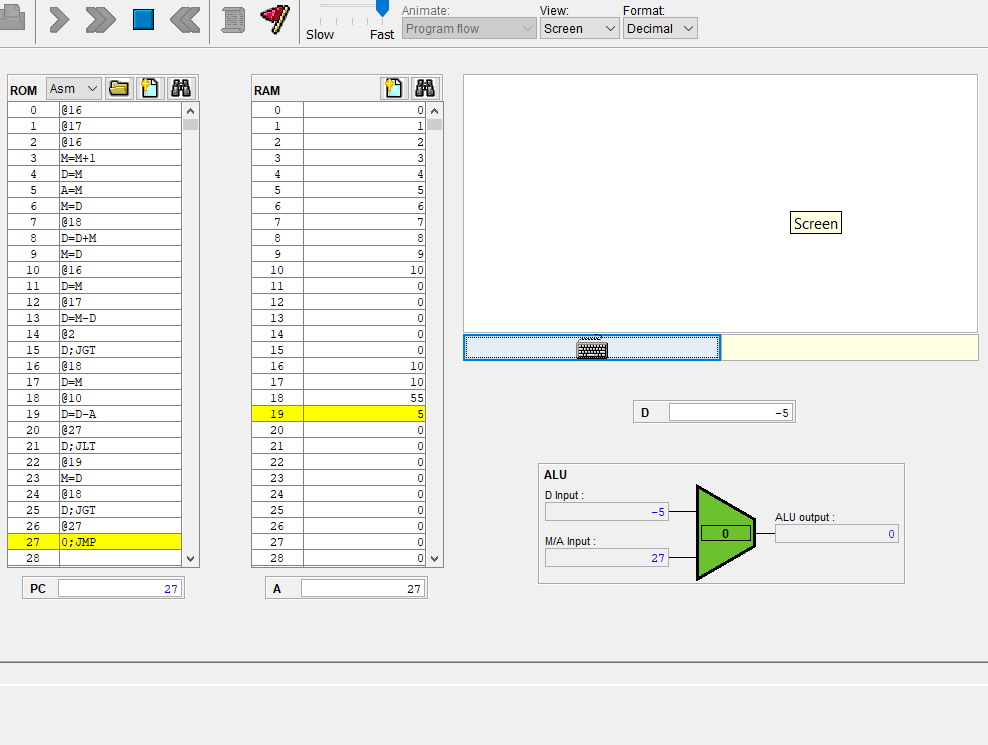 Animate: View: Format:
Slow Fast Program flow Screen Decimal
ROM Asm
0 @16
1 @17
2 @16
3 M=M+1
4 D=M
5 A=M
6 M=D
7 @18
8 D=D+M
9 M=D
10 @16
11 D=M
12 @17
13 D=M-D
14 @2
15 D;JGT
16 @18
17 D=M
18 @10
19 D=D-A
20 @27
21 D;JLT
22 @19
23 M=D
24 @18
25 D;JGT
26 @27
27 0;JMP
28
PC 27
RAM
0 0
1 1
2 2
3 3
4 4
5 5
6 6
7 7
8 8
9 9
10 10
11 0
12 0
13 0
14 0
15 0
16 10
17 10
18 55
19 5
20 0
21 0
22 0
23 0
24 0
25 0
26 0
27 0
28 0
A 27
Screen
D -5
ALU
D Input :
-5
M/A Input :
27
0
ALU output :
0